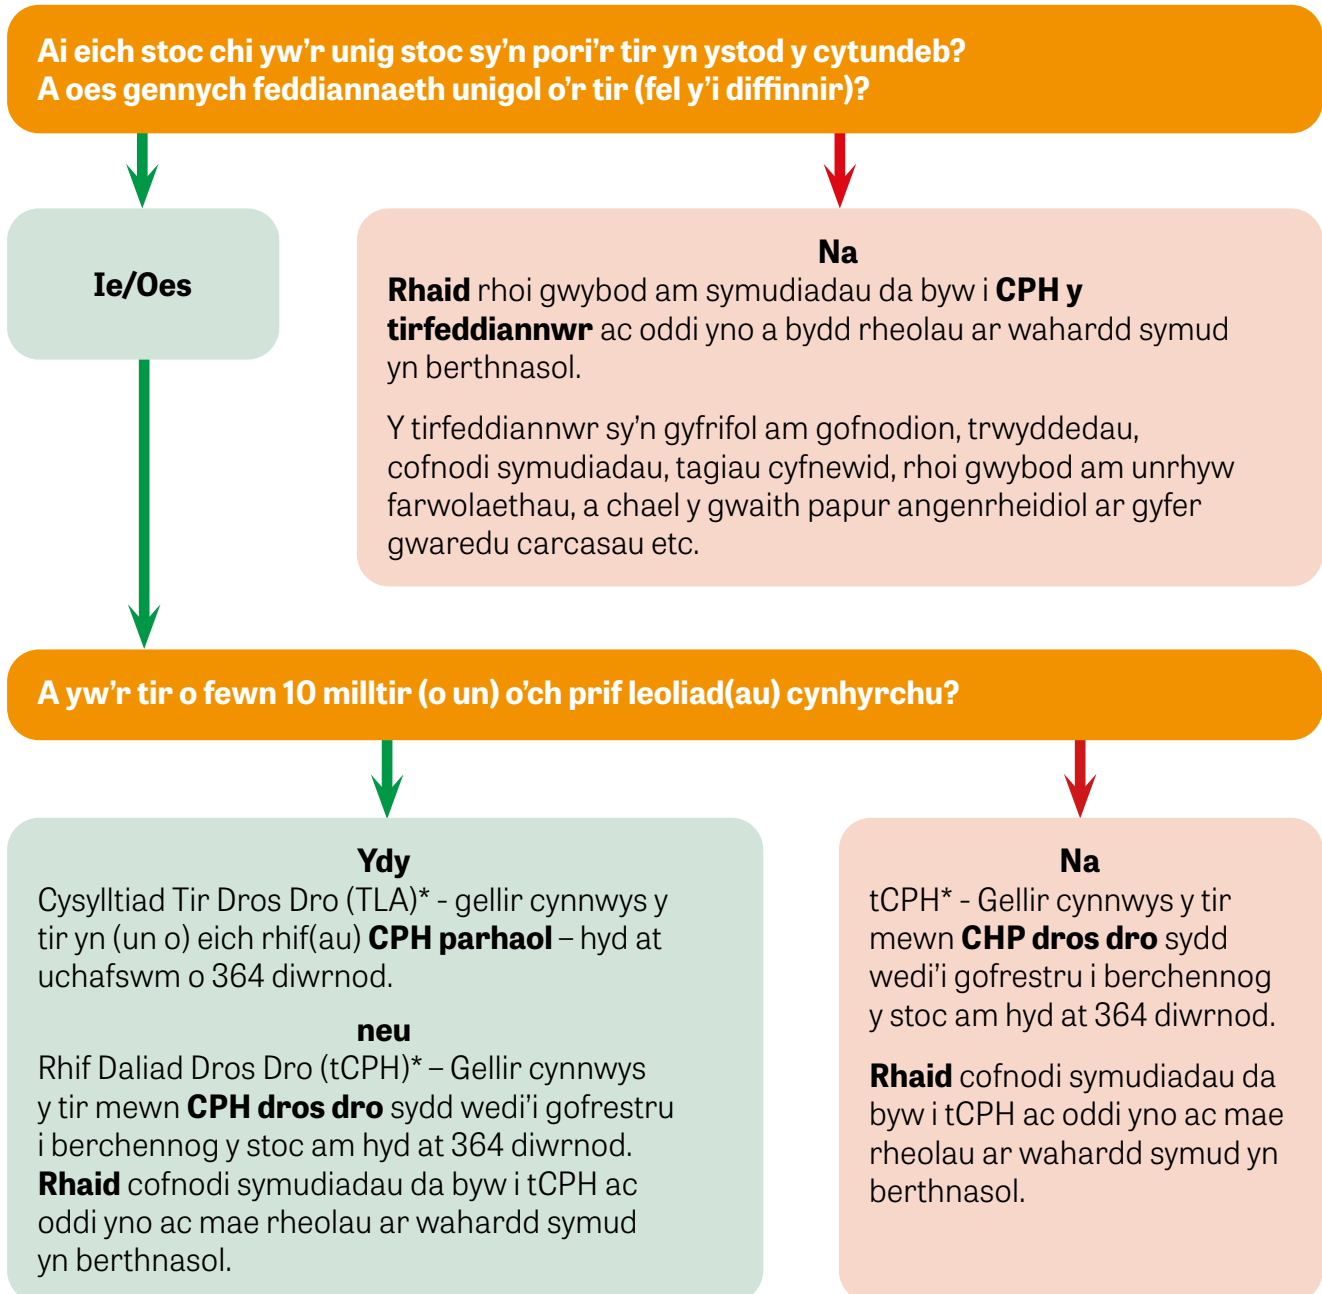 Ai eich stoc chi yw'r unig stoc sy'n pori'r tir yn ystod y cytundeb?
A oes gennych feddiannaeth unigol o'r tir (fel y'i diffinnir)?
Ie/Oes
Na
Rhaid rhoi gwybod am symudiadau da byw i CPH y
tirfeddiannwr ac oddi yno a bydd rheolau ar wahardd symud
yn berthnasol.
Y tirfeddiannwr sy'n gyfrifol am gofnodion, trwyddedau,
cofnodi symudiadau, tagiau cyfnewid, rhoi gwybod am unrhyw
farwolaethau, a chael y gwaith papur angenrheidiol ar gyfer
gwaredu carcasau etc.
A yw'r tir o fewn 10 milltir (o un) o'ch prif leoliad(au) cynhyrchu?
Ydy
Cysylltiad Tir Dros Dro (TLA)* - gellir cynnwys y
tir yn (un o) eich rhif(au) CPH parhaol – hyd at
uchafswm o 364 diwrnod.
neu
Rhif Daliad Dros Dro (tCPH)* – Gellir cynnwys
y tir mewn CPH dros dro sydd wedi'i gofrestru
i berchennog y stoc am hyd at 364 diwrnod.
Rhaid cofnodi symudiadau da byw i tCPH ac
oddi yno ac mae rheolau ar wahardd symud
yn berthnasol.
Na
tCPH* - Gellir cynnwys y tir
mewn CHP dros dro sydd
wedi'i gofrestru i berchennog
y stoc am hyd at 364 diwrnod.
Rhaid cofnodi symudiadau da
byw i tCPH ac oddi yno ac mae
rheolau ar wahardd symud yn
berthnasol.